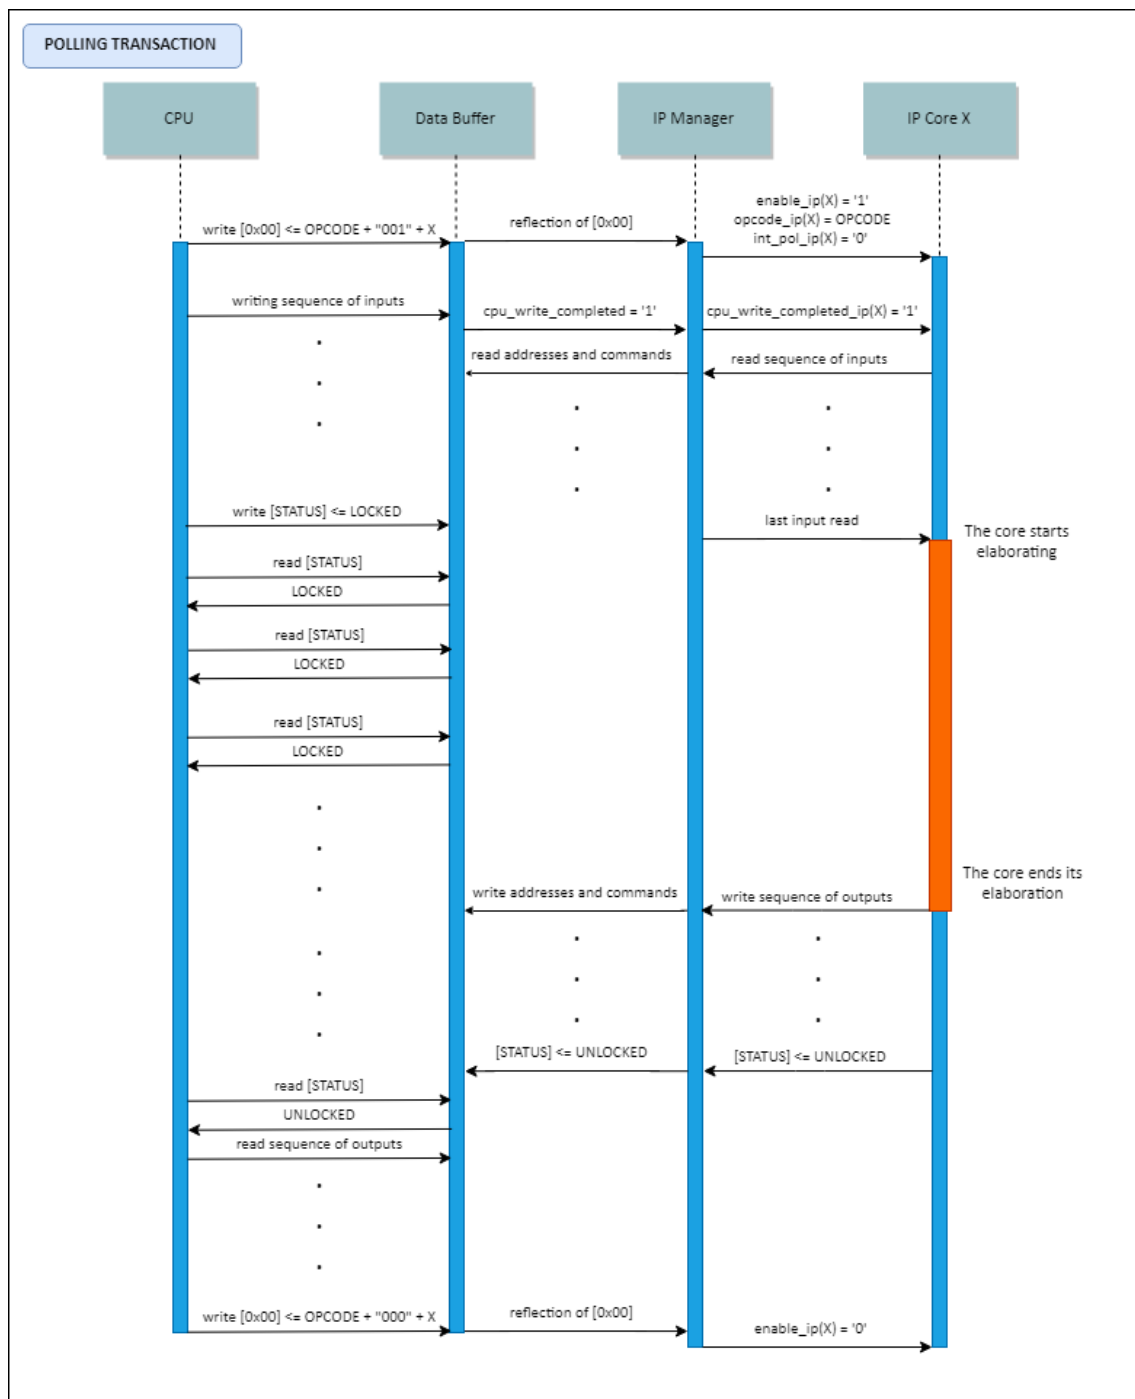 POLLING TRANSACTION
CPU
Data Buffer
IP Manager
IP Core X
enable_ip(X) = '1'
opcode_ip(X) = OPCODE
int_pol_ip(X) = '0'
write [0x00] <= OPCODE + "001" + X
reflection of [0x00]
writing sequence of inputs
cpu_write_completed = '1'
cpu_write_completed_ip(X) = '1'
read addresses and commands
read sequence of inputs
write [STATUS] <= LOCKED
last input read
The core starts
elaborating
read [STATUS]
LOCKED
read [STATUS]
LOCKED
read [STATUS]
LOCKED
The core ends its
elaboration
write addresses and commands
write sequence of outputs
[STATUS] <= UNLOCKED
[STATUS] <= UNLOCKED
read [STATUS]
UNLOCKED
read sequence of outputs
write [0x00] <= OPCODE + "000" + X
reflection of [0x00]
enable_ip(X) = '0'